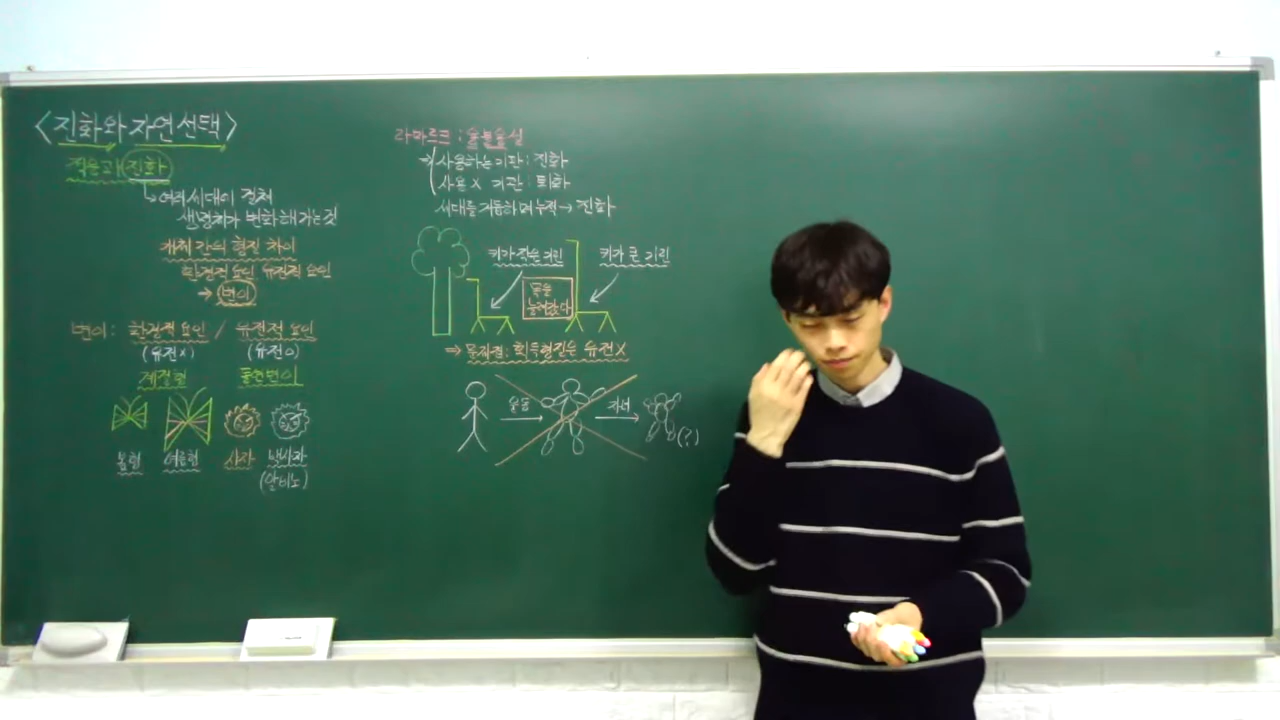 <진화와 자연선택>
적응과 진화
↳ 여러 세대에 걸쳐
생명체가 변화해가는 것
개체 간의 형질 차이
환경적 요인 유전적 요인
→ 변이
변이: 환경적 요인 / 유전적 요인
(유전X) (유전O)
계절형 돌연변이
봄형 여름형 사자 백사자
(알비노)
라마르크 : 용불용설
→ 사용하는 기관 : 진화
사용 X 기관 : 퇴화
세대를 거듭하며 누적 → 진화
키가 작은 기린 키가 큰 기린
목을
늘려갔다
⇒ 문제점: 획득형질은 유전X
운동 자녀
(?)